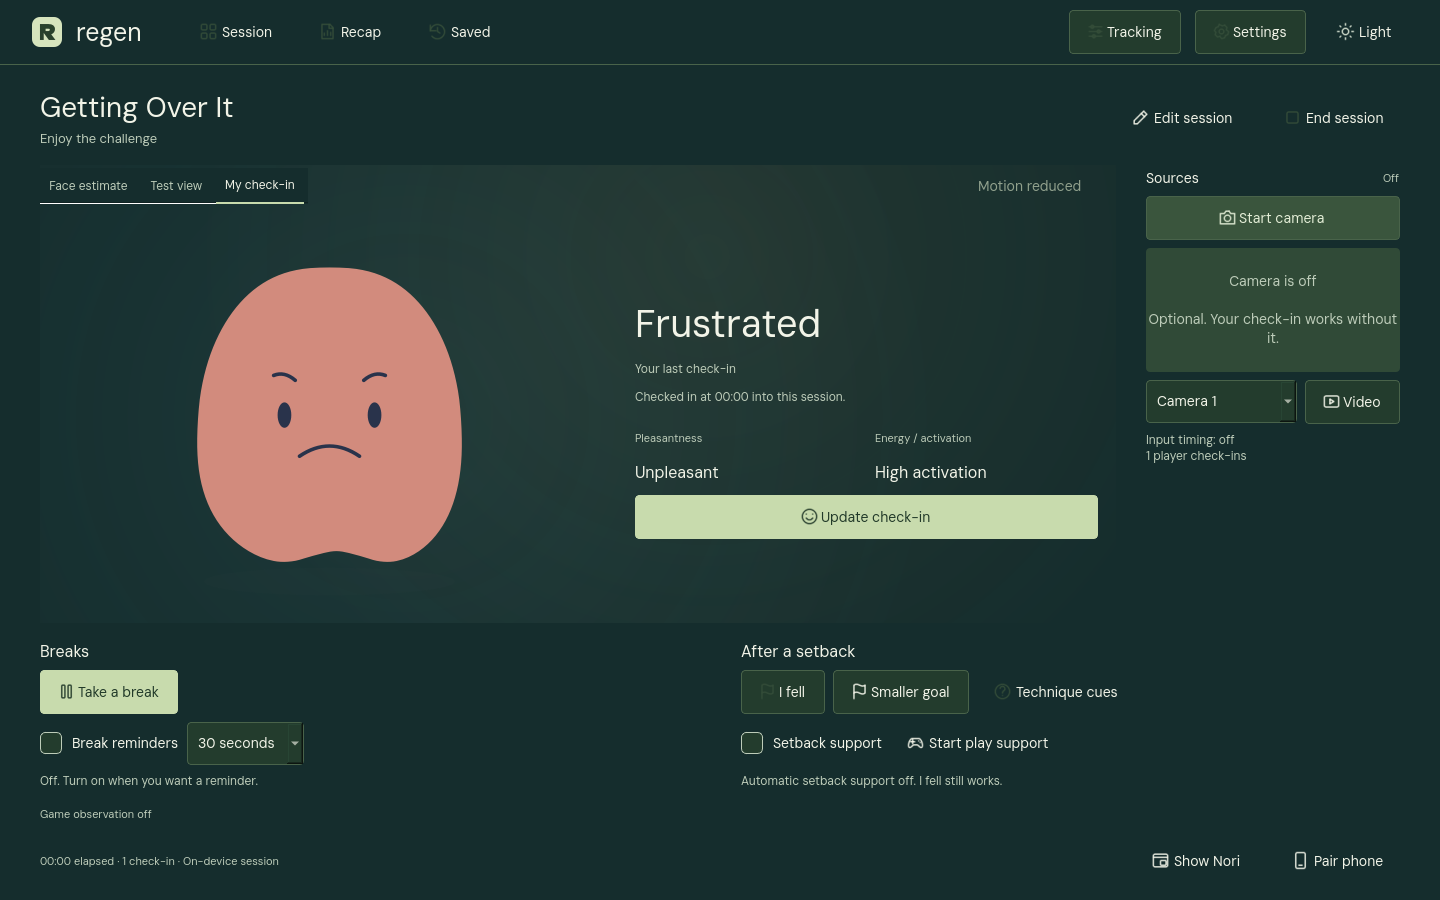 R regen
Session
Recap
Saved
Tracking
Settings
Light
Getting Over It
Enjoy the challenge
Edit session
End session
Face estimate
Test view
My check-in
Motion reduced
Sources
Off
Start camera
Camera is off
Optional. Your check-in works without
it.
Camera 1
Video
Input timing: off
1 player check-ins
Frustrated
Your last check-in
Checked in at 00:00 into this session.
Pleasantness
Energy / activation
Unpleasant
High activation
Update check-in
Breaks
Take a break
Break reminders
30 seconds
Off. Turn on when you want a reminder.
Game observation off
After a setback
I fell
Smaller goal
Technique cues
Setback support
Start play support
Automatic setback support off. I fell still works.
00:00 elapsed · 1 check-in · On-device session
Show Nori
Pair phone